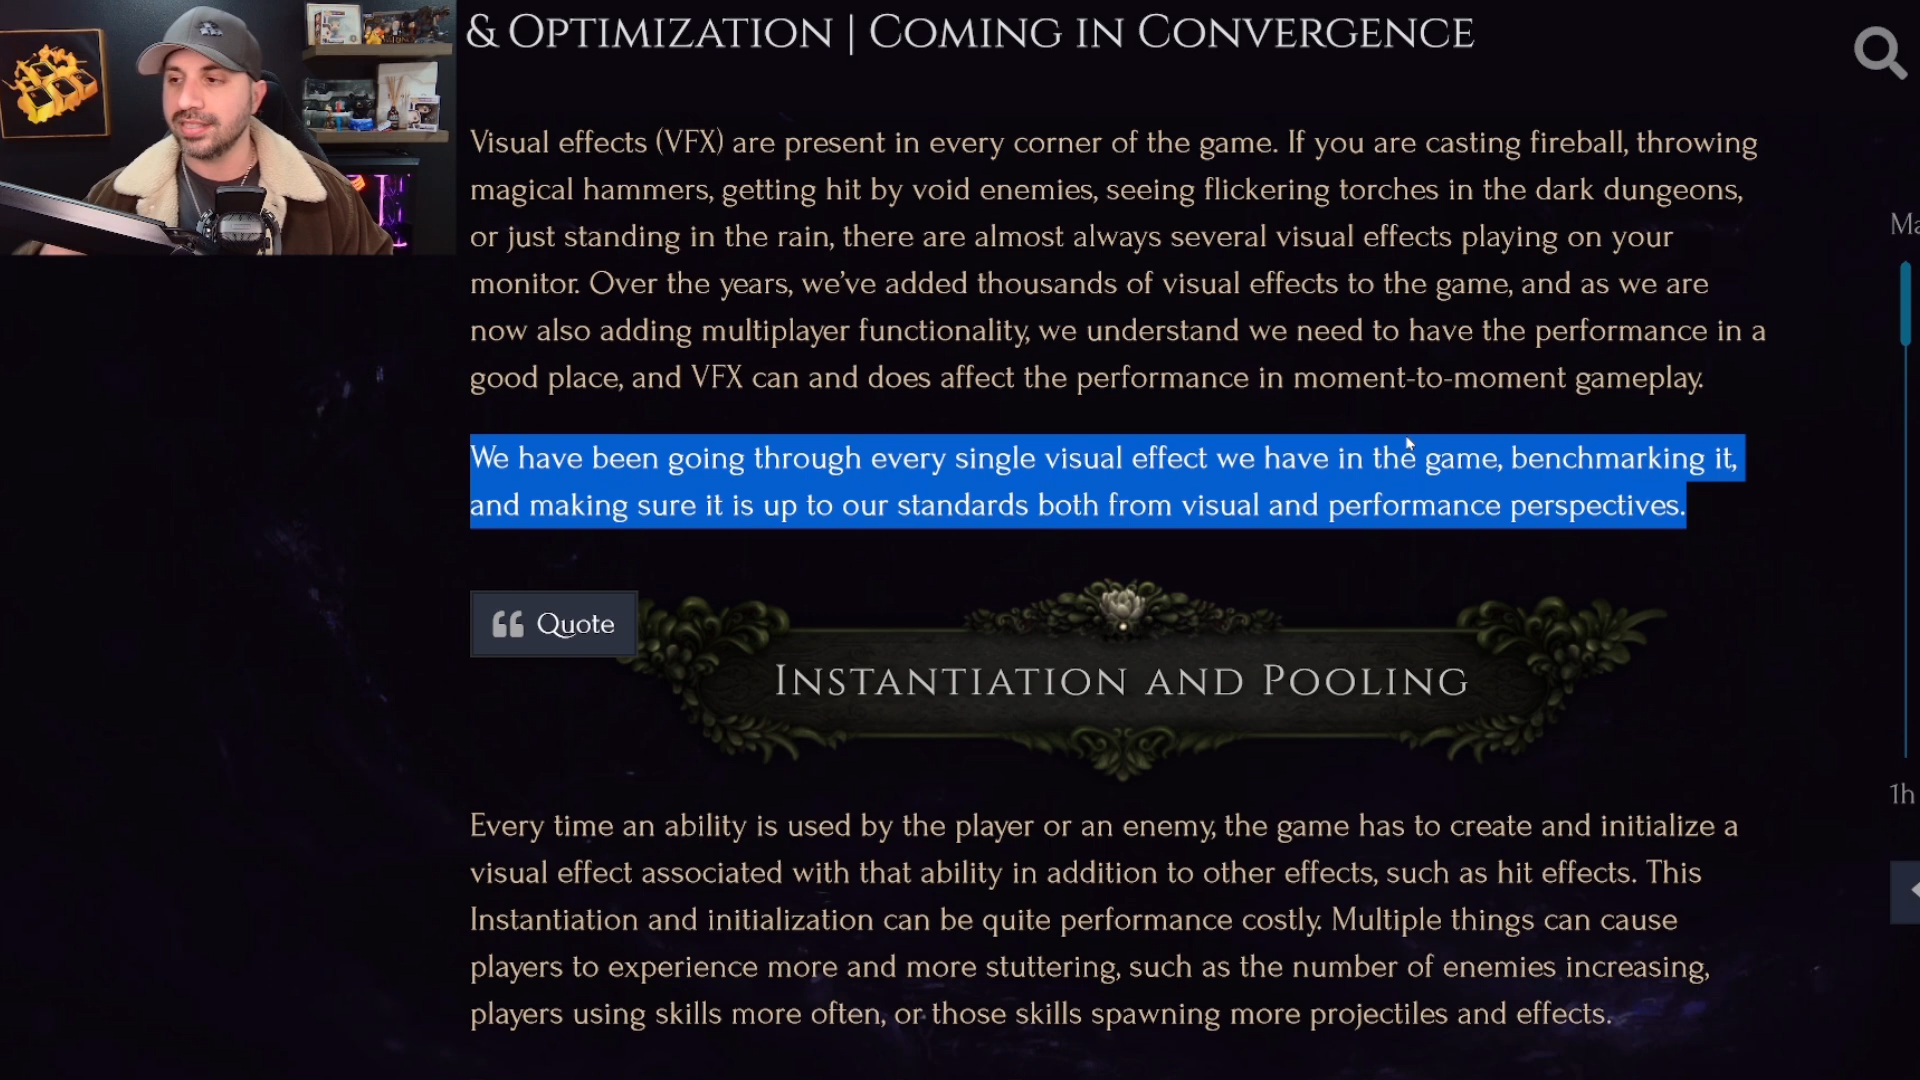 & Optimization | Coming in Convergence
Visual effects (VFX) are present in every corner of the game. If you are casting fireball, throwing
magical hammers, getting hit by void enemies, seeing flickering torches in the dark dungeons,
or just standing in the rain, there are almost always several visual effects playing on your
monitor. Over the years, we’ve added thousands of visual effects to the game, and as we are
now also adding multiplayer functionality, we understand we need to have the performance in a
good place, and VFX can and does affect the performance in moment-to-moment gameplay.
We have been going through every single visual effect we have in the game, benchmarking it,
and making sure it is up to our standards both from visual and performance perspectives.
Quote
Instantiation and Pooling
Every time an ability is used by the player or an enemy, the game has to create and initialize a
visual effect associated with that ability in addition to other effects, such as hit effects. This
Instantiation and initialization can be quite performance costly. Multiple things can cause
players to experience more and more stuttering, such as the number of enemies increasing,
players using skills more often, or those skills spawning more projectiles and effects.
Ma
1h